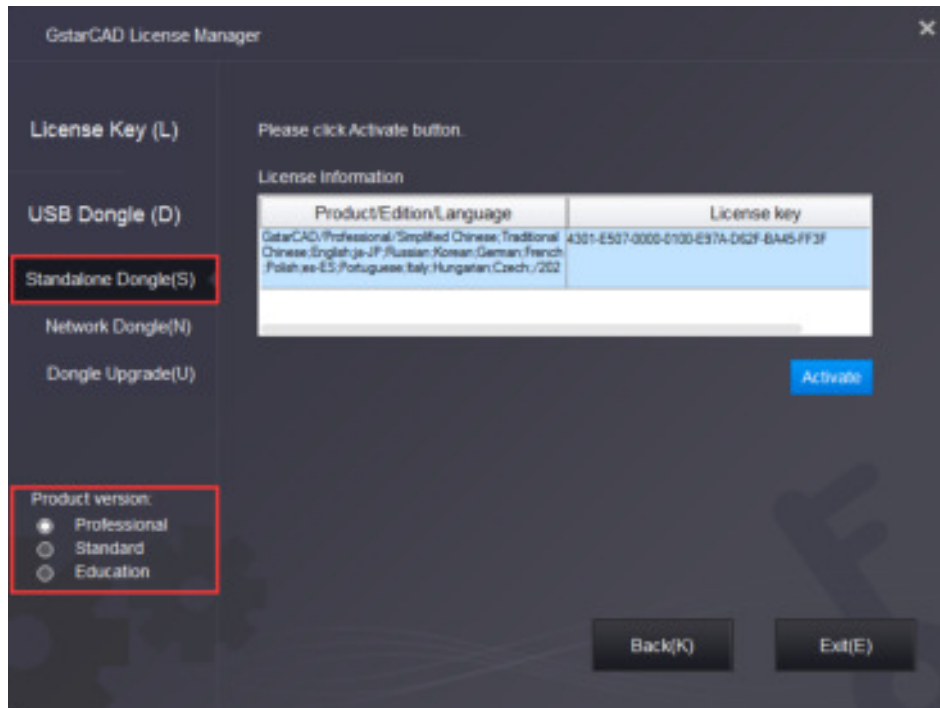 GstarCAD License Manager
License Key (L)
Please click Activate button.
License Information
USB Dongle (D)
Product/Edition/Language
License key
GstarCAD/Professional/Simplified Chinese;Traditional
Chinese;English;ja-JP;Russian;Korean;German;French
;Polish;es-ES;Portuguese;Italy;Hungarian;Czech;/202
4301-E507-0000-0100-E97A-D62F-BA45-FF3F
Standalone Dongle(S)
Network Dongle(N)
Dongle Upgrade(U)
Activate
Product version:
Professional
Standard
Education
Back(K)
Exit(E)